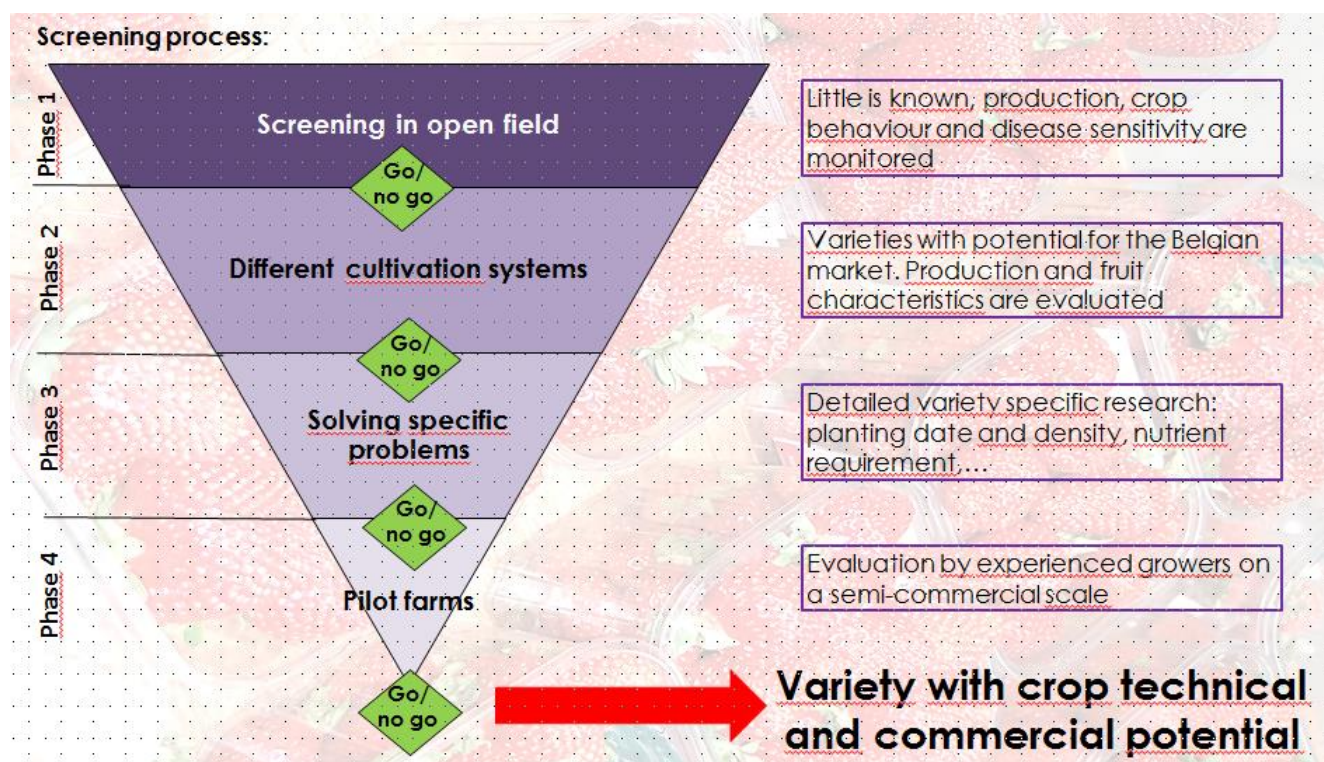 Screening process:
Phase 1
Screening in open field
Go/
no go
Little is known, production, crop
behaviour and disease sensitivity are
monitored
Phase 2
Different cultivation systems
Go/
no go
Varieties with potential for the Belgian
market. Production and fruit
characteristics are evaluated
Phase 3
Solving specific
problems
Go/
no go
Detailed variety specific research:
planting date and density, nutrient
requirement,...
Phase 4
Pilot farms
Go/
no go
Evaluation by experienced growers on
a semi-commercial scale
Variety with crop technical
and commercial potential